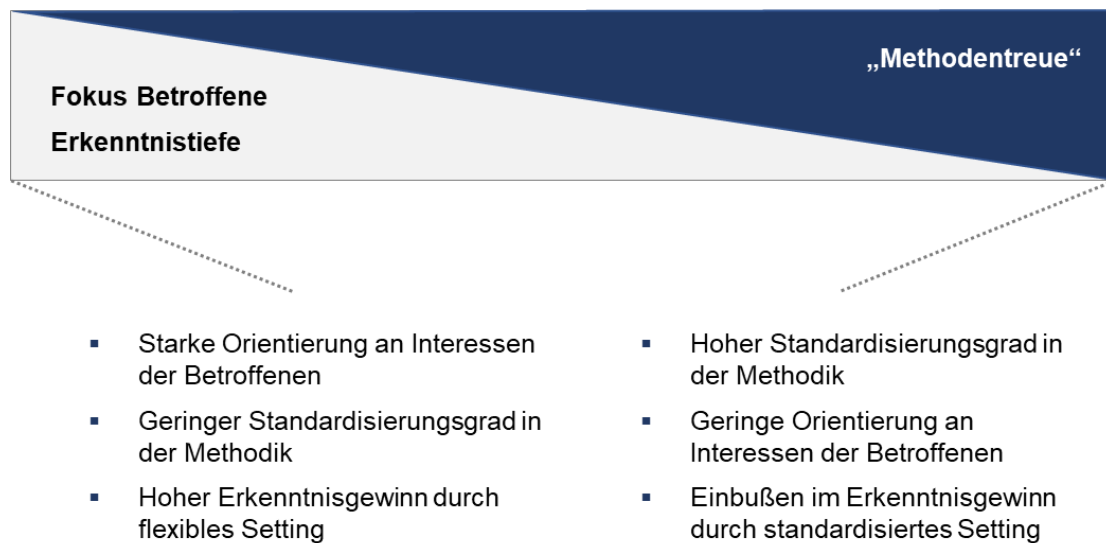 „Methodentreue“
Fokus Betroffene
Erkenntnistiefe
▪ Starke Orientierung an Interessen
der Betroffenen
▪ Geringer Standardisierungsgrad in
der Methodik
▪ Hoher Erkenntnisgewinn durch
flexibles Setting
▪ Hoher Standardisierungsgrad in
der Methodik
▪ Geringe Orientierung an
Interessen der Betroffenen
▪ Einbußen im Erkenntnisgewinn
durch standardisiertes Setting